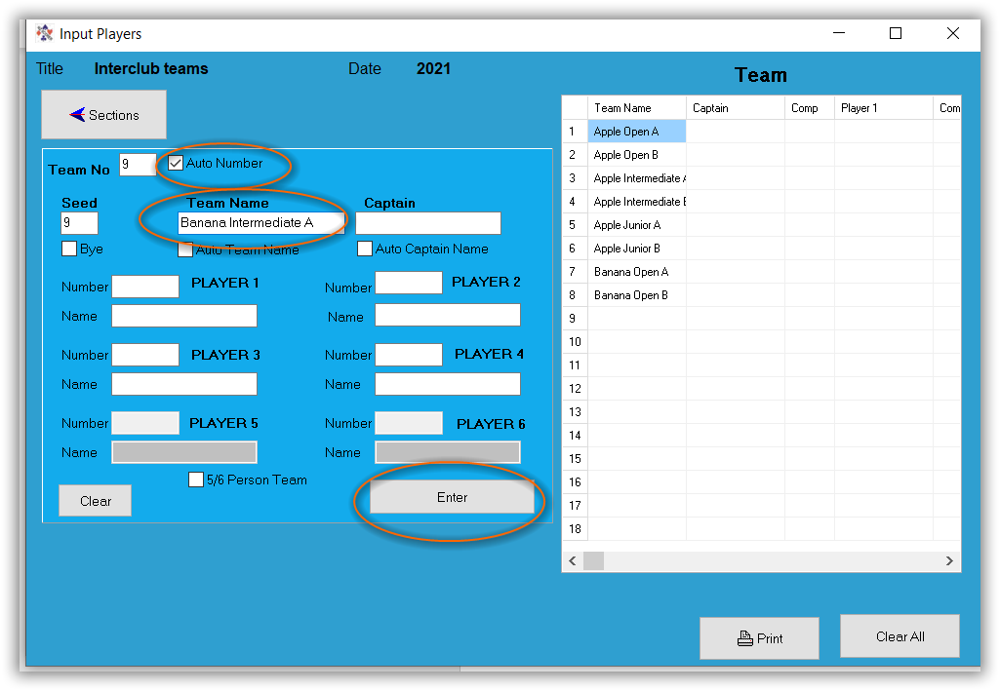 Input Players
Title Interclub teams Date 2021
Sections
Team No 9 Auto Number
Seed Team Name Captain
9 Banana Intermediate A
Bye Auto Team Name Auto Captain Name
Number PLAYER 1 Number PLAYER 2
Name Name
Number PLAYER 3 Number PLAYER 4
Name Name
Number PLAYER 5 Number PLAYER 6
Name Name
5/6 Person Team
Clear Enter
Team
Team Name Captain Comp Player 1 Com
1 Apple Open A
2 Apple Open B
3 Apple Intermediate A
4 Apple Intermediate B
5 Apple Junior A
6 Apple Junior B
7 Banana Open A
8 Banana Open B
9
10
11
12
13
14
15
16
17
18
Print Clear All